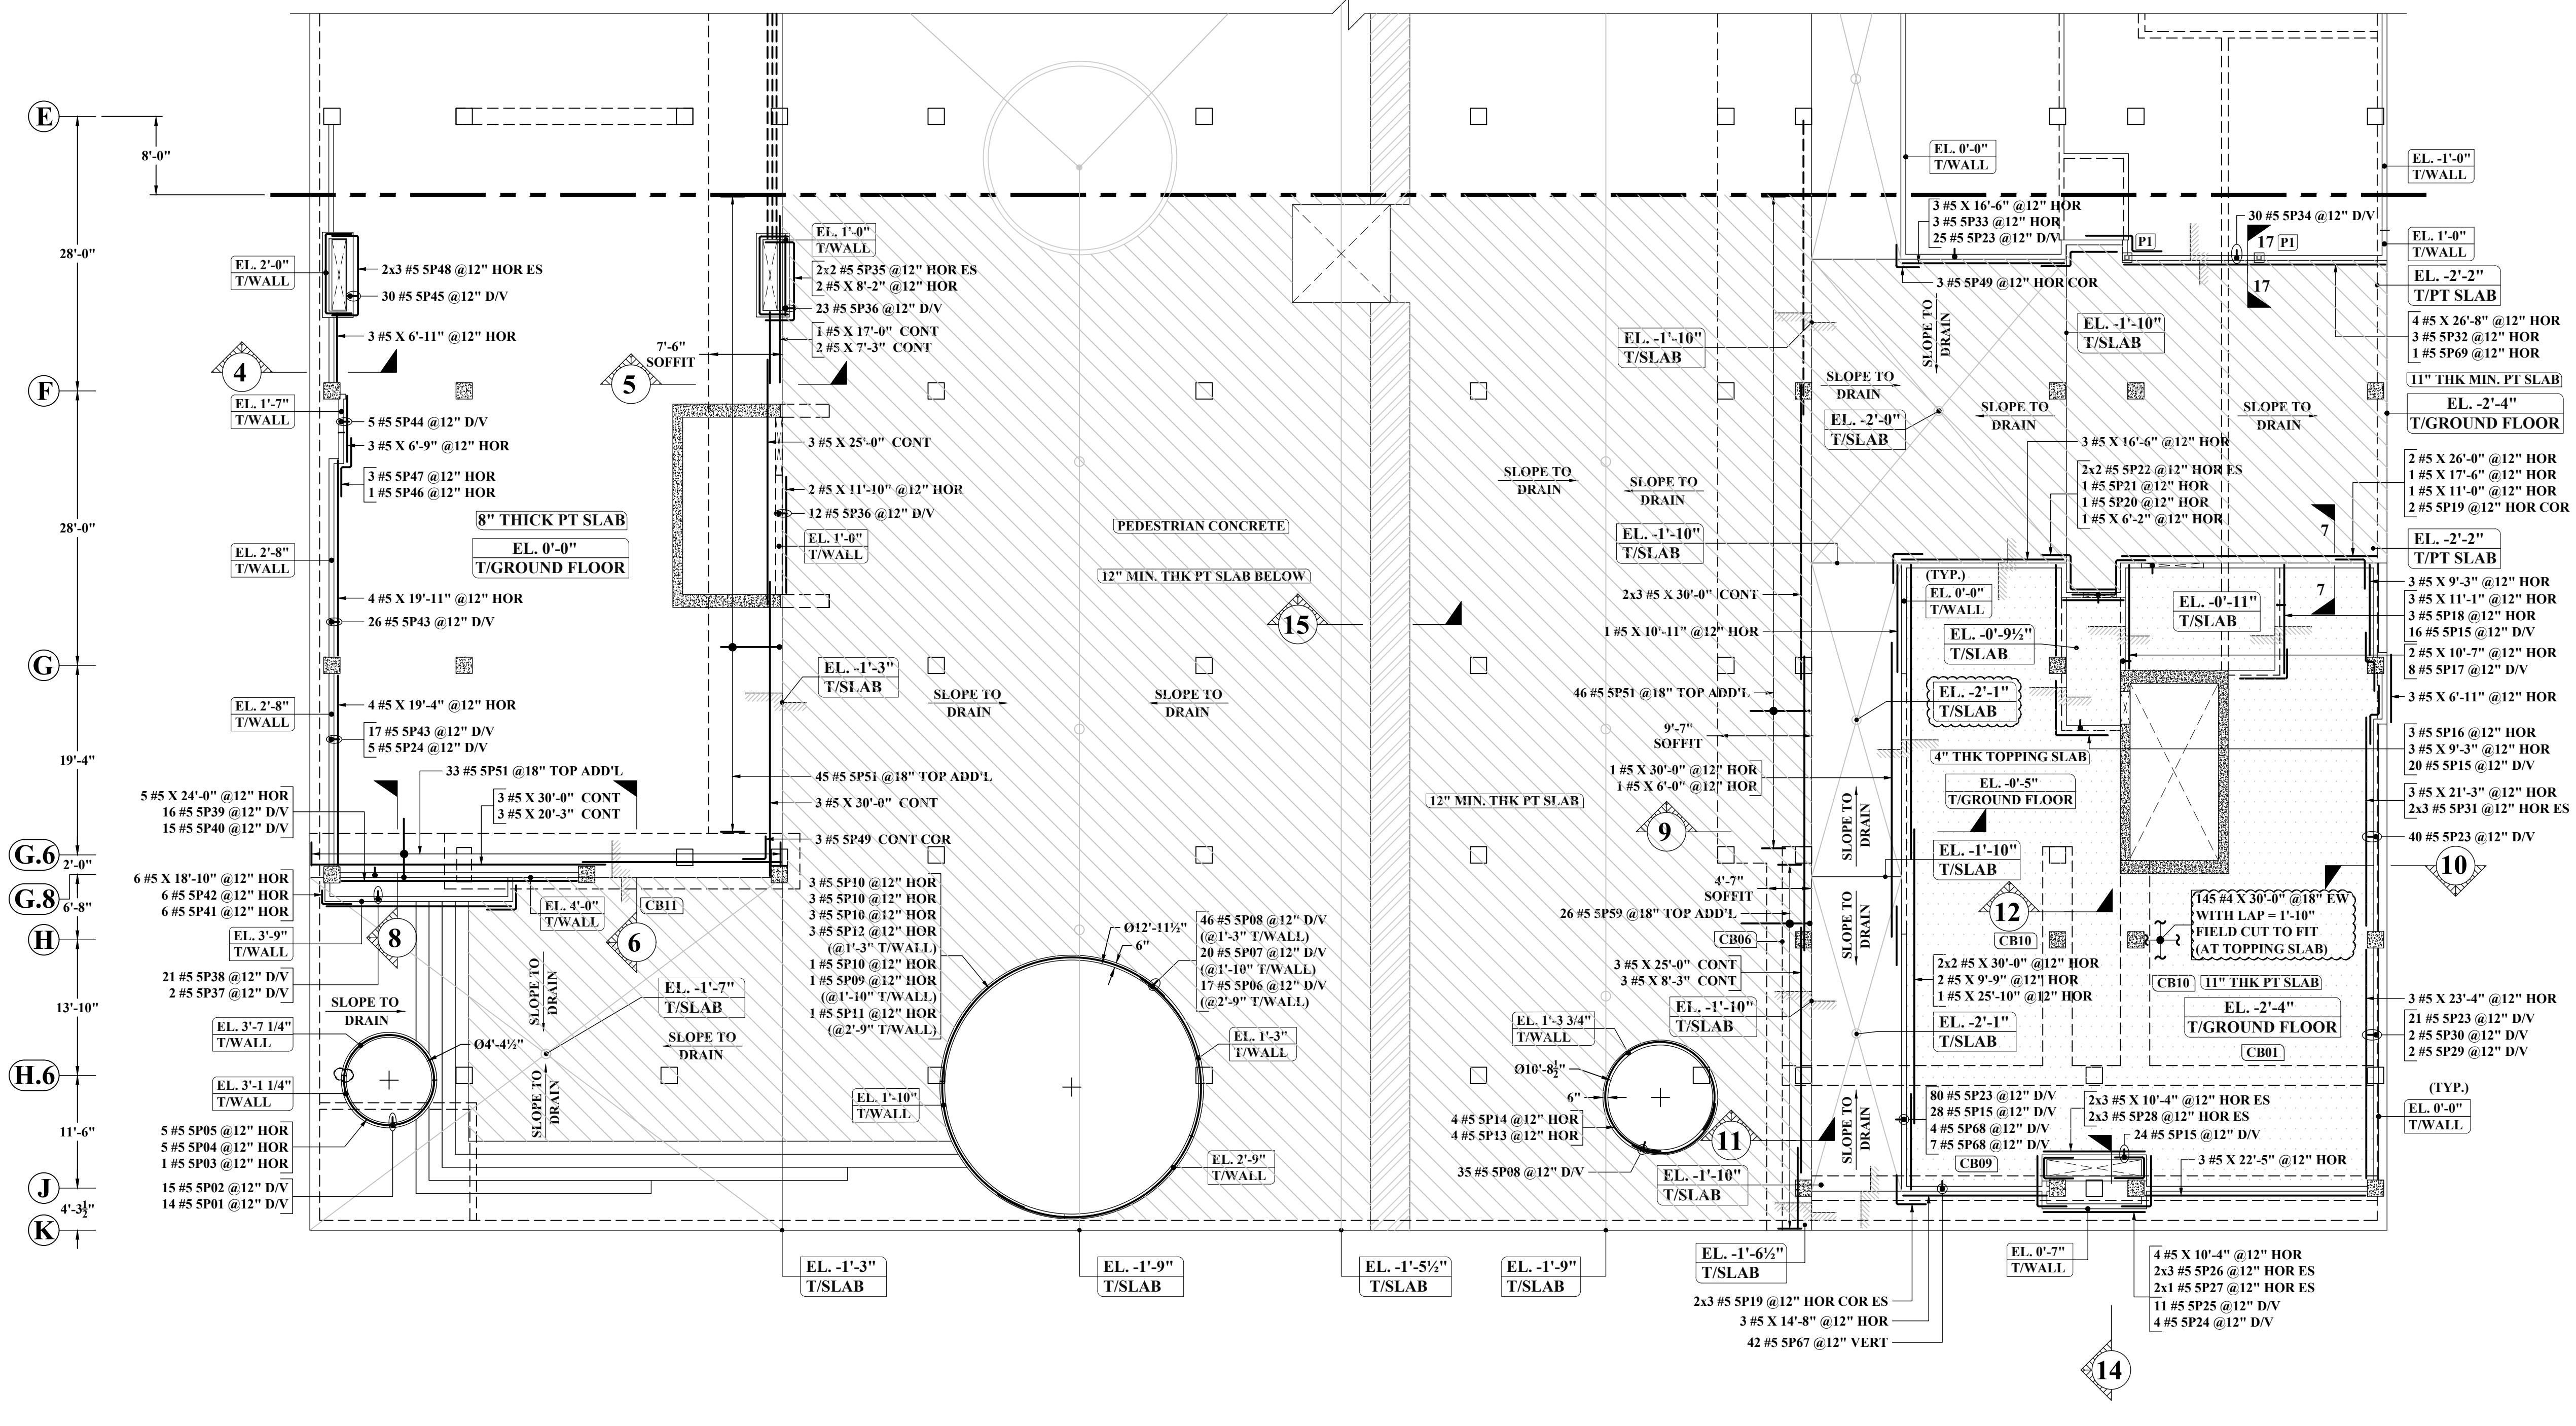 E
8'-0"
28'-0"
F
28'-0"
G
19'-4"
G.6
2'-0"
G.8
6'-8"
H
13'-10"
H.6
11'-6"
J
4'-3½"
K
EL. 2'-0"
T/WALL
2x3 #5 5P48 @12" HOR ES
30 #5 5P45 @12" D/V
3 #5 X 6'-11" @12" HOR
4
EL. 1'-7"
T/WALL
5 #5 5P44 @12" D/V
3 #5 X 6'-9" @12" HOR
3 #5 5P47 @12" HOR
1 #5 5P46 @12" HOR
8" THICK PT SLAB
EL. 0'-0"
T/GROUND FLOOR
EL. 2'-8"
T/WALL
4 #5 X 19'-11" @12" HOR
26 #5 5P43 @12" D/V
EL. 2'-8"
T/WALL
4 #5 X 19'-4" @12" HOR
17 #5 5P43 @12" D/V
5 #5 5P24 @12" D/V
33 #5 5P51 @18" TOP ADD'L
3 #5 X 30'-0" CONT
3 #5 X 20'-3" CONT
5 #5 X 24'-0" @12" HOR
16 #5 5P39 @12" D/V
15 #5 5P40 @12" D/V
6 #5 X 18'-10" @12" HOR
6 #5 5P42 @12" HOR
6 #5 5P41 @12" HOR
EL. 3'-9"
T/WALL
21 #5 5P38 @12" D/V
2 #5 5P37 @12" D/V
8
EL. 4'-0"
T/WALL
6
CB11
SLOPE TO
DRAIN
EL. 3'-7 1/4"
T/WALL
Ø4'-4½"
EL. 3'-1 1/4"
T/WALL
5 #5 5P05 @12" HOR
5 #5 5P04 @12" HOR
1 #5 5P03 @12" HOR
15 #5 5P02 @12" D/V
14 #5 5P01 @12" D/V
SLOPE TO
DRAIN
SLOPE TO
DRAIN
EL. -1'-7"
T/SLAB
SLOPE TO
DRAIN
EL. 1'-0"
T/WALL
2x2 #5 5P35 @12" HOR ES
2 #5 X 8'-2" @12" HOR
23 #5 5P36 @12" D/V
1 #5 X 17'-0" CONT
2 #5 X 7'-3" CONT
7'-6"
SOFFIT
5
3 #5 X 25'-0" CONT
2 #5 X 11'-10" @12" HOR
12 #5 5P36 @12" D/V
EL. 1'-0"
T/WALL
EL. -1'-3"
T/SLAB
45 #5 5P51 @18" TOP ADD'L
3 #5 X 30'-0" CONT
3 #5 5P49 CONT COR
PEDESTRIAN CONCRETE
12" MIN. THK PT SLAB BELOW
15
SLOPE TO
DRAIN
SLOPE TO
DRAIN
3 #5 5P10 @12" HOR
3 #5 5P10 @12" HOR
3 #5 5P10 @12" HOR
3 #5 5P12 @12" HOR
(@1'-3" T/WALL)
1 #5 5P10 @12" HOR
1 #5 5P09 @12" HOR
(@1'-10" T/WALL)
1 #5 5P11 @12" HOR
(@2'-9" T/WALL)
Ø12'-11½"
6"
46 #5 5P08 @12" D/V
(@1'-3" T/WALL)
20 #5 5P07 @12" D/V
(@1'-10" T/WALL)
17 #5 5P06 @12" D/V
(@2'-9" T/WALL)
EL. 1'-3"
T/WALL
EL. 1'-10"
T/WALL
EL. 2'-9"
T/WALL
EL. -1'-3"
T/SLAB
EL. -1'-9"
T/SLAB
EL. -1'-5½"
T/SLAB
EL. -1'-9"
T/SLAB
EL. -1'-6½"
T/SLAB
SLOPE TO
DRAIN
SLOPE TO
DRAIN
12" MIN. THK PT SLAB
EL. -1'-10"
T/SLAB
EL. -1'-10"
T/SLAB
2x3 #5 X 30'-0" CONT
1 #5 X 10'-11" @12" HOR
46 #5 5P51 @18" TOP ADD'L
9'-7"
SOFFIT
1 #5 X 30'-0" @12" HOR
1 #5 X 6'-0" @12" HOR
9
4'-7"
SOFFIT
26 #5 5P59 @18" TOP ADD'L
CB06
3 #5 X 25'-0" CONT
3 #5 X 8'-3" CONT
EL. -1'-10"
T/SLAB
EL. 1'-3 3/4"
T/WALL
Ø10'-8½"
6"
4 #5 5P14 @12" HOR
4 #5 5P13 @12" HOR
35 #5 5P08 @12" D/V
11
EL. -1'-10"
T/SLAB
EL. 0'-0"
T/WALL
3 #5 X 16'-6" @12" HOR
3 #5 5P33 @12" HOR
25 #5 5P23 @12" D/V
3 #5 5P49 @12" HOR COR
P1
30 #5 5P34 @12" D/V
17
P1
17
SLOPE TO
DRAIN
EL. -1'-10"
T/SLAB
SLOPE TO
DRAIN
EL. -2'-0"
T/SLAB
SLOPE TO
DRAIN
SLOPE TO
DRAIN
3 #5 X 16'-6" @12" HOR
2x2 #5 5P22 @12" HOR ES
1 #5 5P21 @12" HOR
1 #5 5P20 @12" HOR
1 #5 X 6'-2" @12" HOR
7
7
(TYP.)
EL. 0'-0"
T/WALL
EL. -0'-9½"
T/SLAB
EL. -0'-11"
T/SLAB
EL. -2'-1"
T/SLAB
4" THK TOPPING SLAB
EL. -0'-5"
T/GROUND FLOOR
SLOPE TO
DRAIN
EL. -1'-10"
T/SLAB
SLOPE TO
DRAIN
12
CB10
145 #4 X 30'-0" @18" EW
WITH LAP = 1'-10"
FIELD CUT TO FIT
(AT TOPPING SLAB)
2x2 #5 X 30'-0" @12" HOR
2 #5 X 9'-9" @12" HOR
1 #5 X 25'-10" @12" HOR
CB10
11" THK PT SLAB
EL. -2'-4"
T/GROUND FLOOR
CB01
EL. -2'-1"
T/SLAB
SLOPE TO
DRAIN
80 #5 5P23 @12" D/V
28 #5 5P15 @12" D/V
4 #5 5P68 @12" D/V
7 #5 5P68 @12" D/V
CB09
2x3 #5 X 10'-4" @12" HOR ES
2x3 #5 5P28 @12" HOR ES
24 #5 5P15 @12" D/V
3 #5 X 22'-5" @12" HOR
EL. 0'-7"
T/WALL
2x3 #5 5P19 @12" HOR COR ES
3 #5 X 14'-8" @12" HOR
42 #5 5P67 @12" VERT
4 #5 X 10'-4" @12" HOR
2x3 #5 5P26 @12" HOR ES
2x1 #5 5P27 @12" HOR ES
11 #5 5P25 @12" D/V
4 #5 5P24 @12" D/V
14
EL. -1'-0"
T/WALL
EL. 1'-0"
T/WALL
EL. -2'-2"
T/PT SLAB
4 #5 X 26'-8" @12" HOR
3 #5 5P32 @12" HOR
1 #5 5P69 @12" HOR
11" THK MIN. PT SLAB
EL. -2'-4"
T/GROUND FLOOR
2 #5 X 26'-0" @12" HOR
1 #5 X 17'-6" @12" HOR
1 #5 X 11'-0" @12" HOR
2 #5 5P19 @12" HOR COR
EL. -2'-2"
T/PT SLAB
3 #5 X 9'-3" @12" HOR
3 #5 X 11'-1" @12" HOR
3 #5 5P18 @12" HOR
16 #5 5P15 @12" D/V
2 #5 X 10'-7" @12" HOR
8 #5 5P17 @12" D/V
3 #5 X 6'-11" @12" HOR
3 #5 5P16 @12" HOR
3 #5 X 9'-3" @12" HOR
20 #5 5P15 @12" D/V
3 #5 X 21'-3" @12" HOR
2x3 #5 5P31 @12" HOR ES
40 #5 5P23 @12" D/V
10
3 #5 X 23'-4" @12" HOR
21 #5 5P23 @12" D/V
2 #5 5P30 @12" D/V
2 #5 5P29 @12" D/V
(TYP.)
EL. 0'-0"
T/WALL